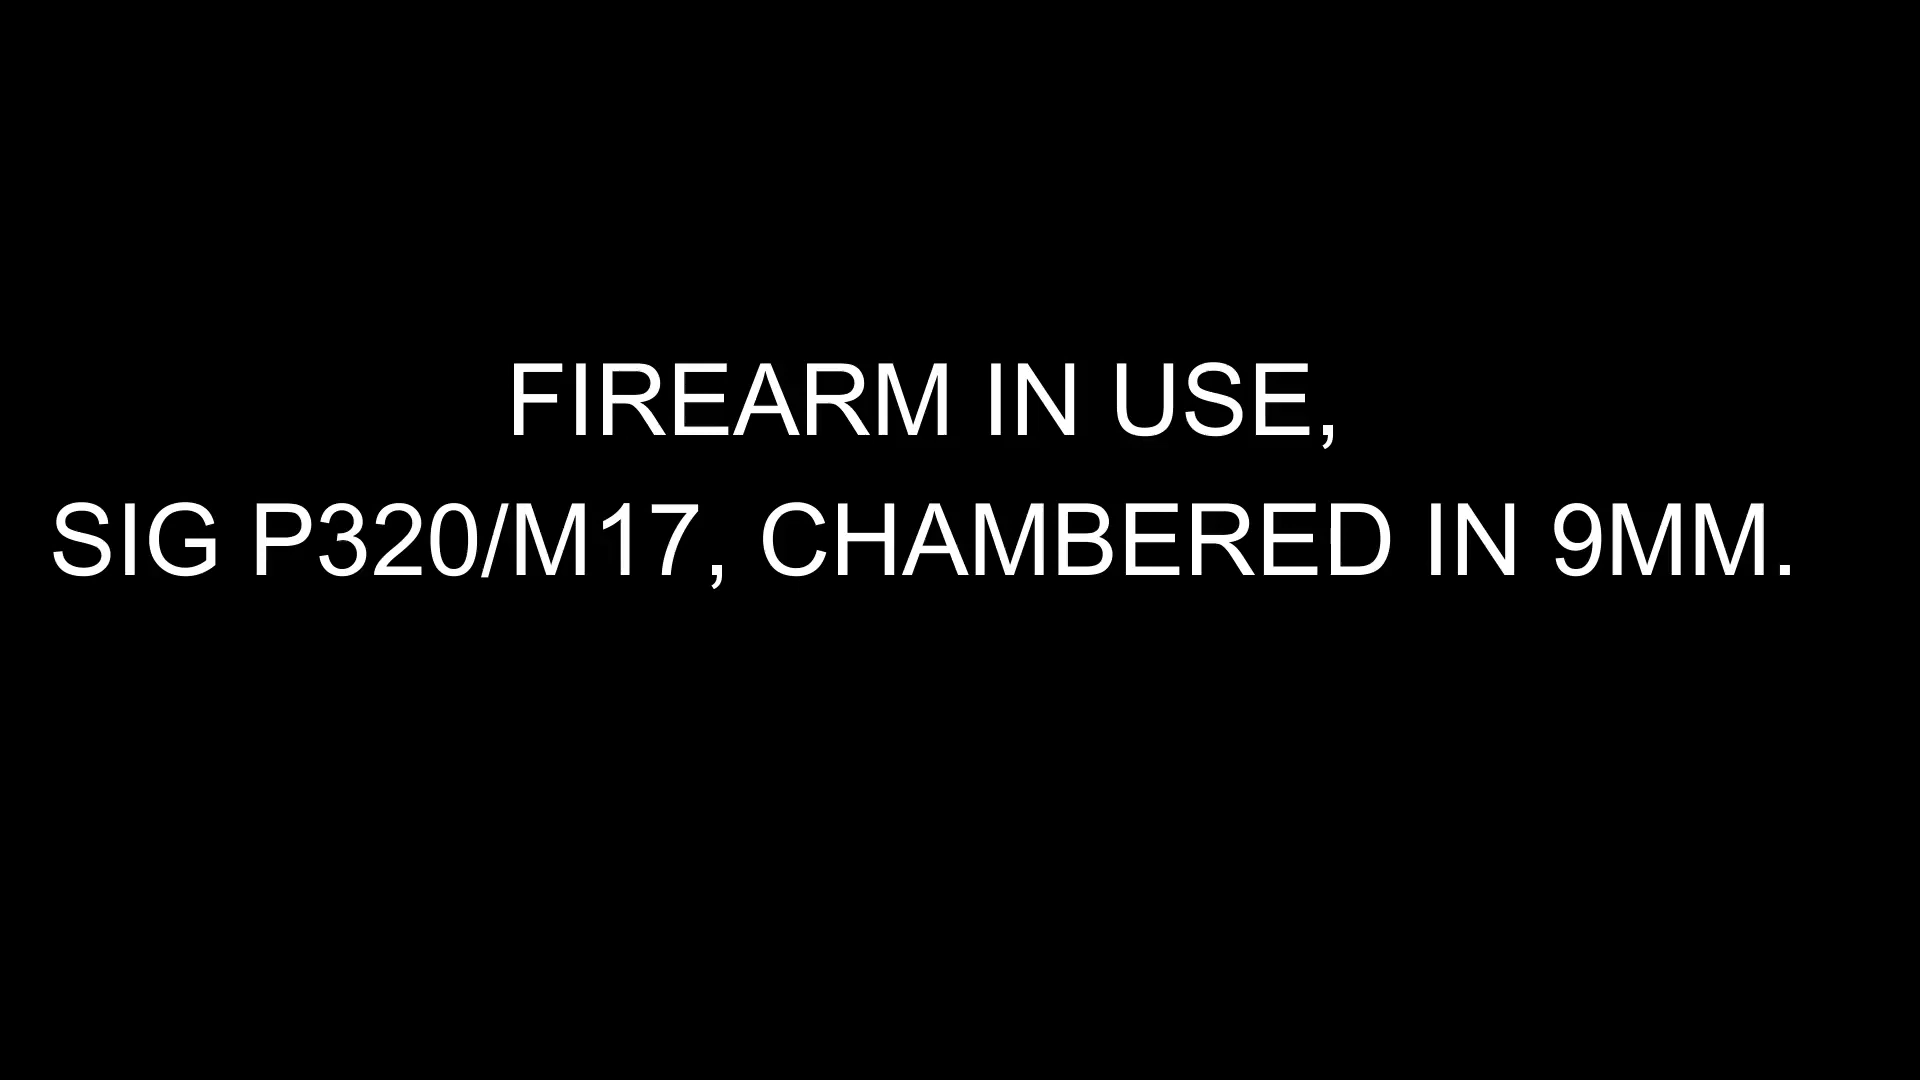 FIREARM IN USE,
SIG P320/M17, CHAMBERED IN 9MM.